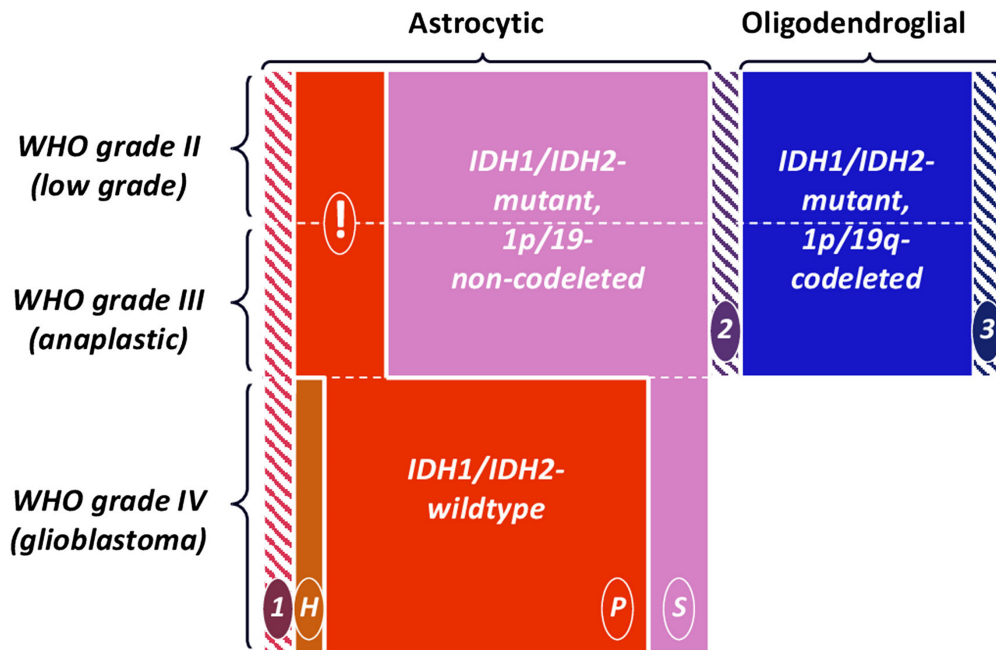 Astrocytic
Oligodendroglial
WHO grade II
(low grade)
IDH1/IDH2-
mutant,
1p/19-
non-codeleted
IDH1/IDH2-
mutant,
1p/19q-
codeleted
!
WHO grade III
(anaplastic)
2
3
WHO grade IV
(glioblastoma)
IDH1/IDH2-
wildtype
1
H
P
S